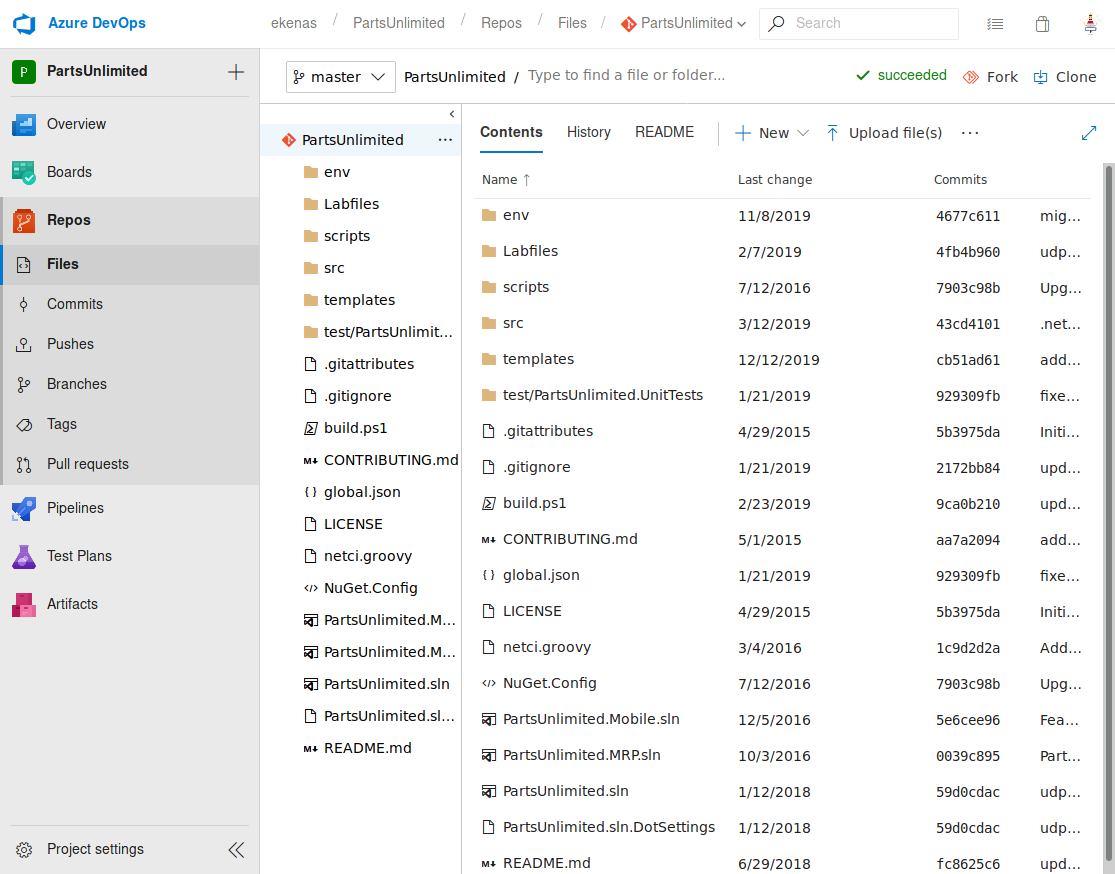 Azure DevOps
ekenas / PartsUnlimited / Repos / Files / PartsUnlimited
Search
P PartsUnlimited
Overview
Boards
Repos
Files
Commits
Pushes
Branches
Tags
Pull requests
Pipelines
Test Plans
Artifacts
Project settings
master PartsUnlimited / Type to find a file or folder...
succeeded Fork Clone
PartsUnlimited ...
env
Labfiles
scripts
src
templates
test/PartsUnlimit...
.gitattributes
.gitignore
build.ps1
M↓ CONTRIBUTING.md
{ } global.json
LICENSE
netci.groovy
</> NuGet.Config
PartsUnlimited.M...
PartsUnlimited.M...
PartsUnlimited.sln
PartsUnlimited.sl...
M↓ README.md
Contents History README
New Upload file(s) ...
Name ↑ Last change Commits
env 11/8/2019 4677c611 mig...
Labfiles 2/7/2019 4fb4b960 udp...
scripts 7/12/2016 7903c98b Upg...
src 3/12/2019 43cd4101 .net...
templates 12/12/2019 cb51ad61 add...
test/PartsUnlimited.UnitTests 1/21/2019 929309fb fixe...
.gitattributes 4/29/2015 5b3975da Initi...
.gitignore 1/21/2019 2172bb84 upd...
build.ps1 2/23/2019 9ca0b210 upd...
M↓ CONTRIBUTING.md 5/1/2015 aa7a2094 add...
{ } global.json 1/21/2019 929309fb fixe...
LICENSE 4/29/2015 5b3975da Initi...
netci.groovy 3/4/2016 1c9d2d2a Add...
</> NuGet.Config 7/12/2016 7903c98b Upg...
PartsUnlimited.Mobile.sln 12/5/2016 5e6cee96 Fea...
PartsUnlimited.MRP.sln 10/3/2016 0039c895 Part...
PartsUnlimited.sln 1/12/2018 59d0cdac udp...
PartsUnlimited.sln.DotSettings 1/12/2018 59d0cdac udp...
M↓ README.md 6/29/2018 fc8625c6 upd...